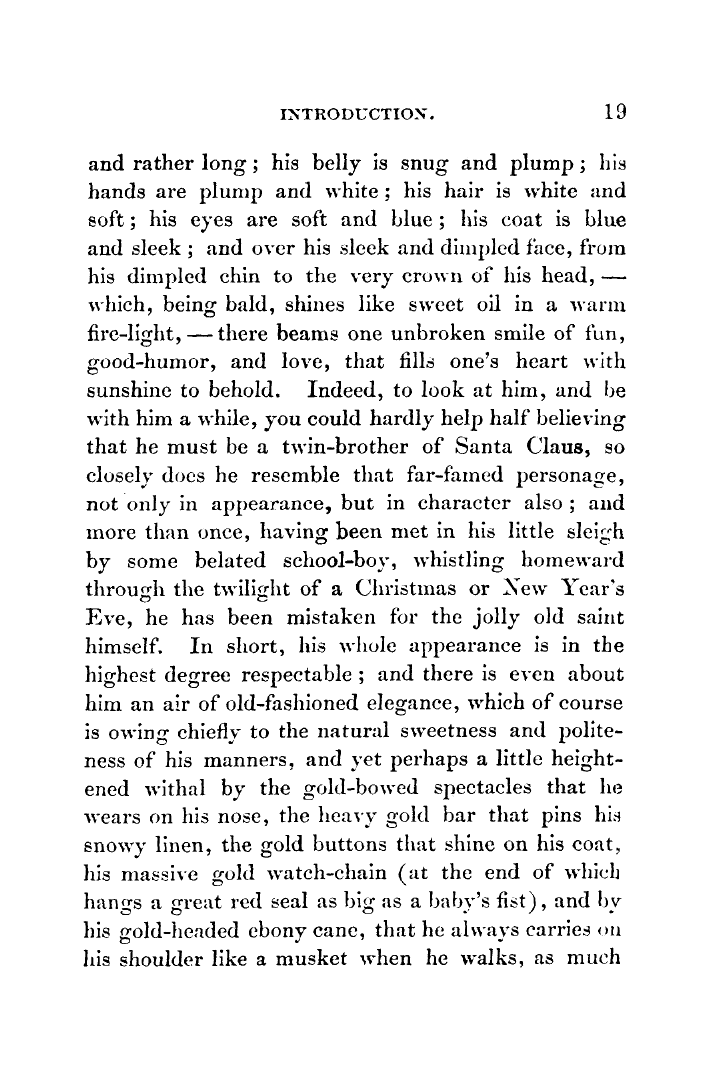 INTRODUCTION. 19
and rather long ; his belly is snug and plump ; his
hands are plump and white ; his hair is white and
soft ; his eyes are soft and blue ; his coat is blue
and sleek ; and over his sleek and dimpled face, from
his dimpled chin to the very crown of his head, —
which, being bald, shines like sweet oil in a warm
fire-light, — there beams one unbroken smile of fun,
good-humor, and love, that fills one's heart with
sunshine to behold. Indeed, to look at him, and be
with him a while, you could hardly help half believing
that he must be a twin-brother of Santa Claus, so
closely does he resemble that far-famed personage,
not only in appearance, but in character also ; and
more than once, having been met in his little sleigh
by some belated school-boy, whistling homeward
through the twilight of a Christmas or New Year's
Eve, he has been mistaken for the jolly old saint
himself. In short, his whole appearance is in the
highest degree respectable ; and there is even about
him an air of old-fashioned elegance, which of course
is owing chiefly to the natural sweetness and polite-
ness of his manners, and yet perhaps a little height-
ened withal by the gold-bowed spectacles that he
wears on his nose, the heavy gold bar that pins his
snowy linen, the gold buttons that shine on his coat,
his massive gold watch-chain (at the end of which
hangs a great red seal as big as a baby's fist), and by
his gold-headed ebony cane, that he always carries on
his shoulder like a musket when he walks, as much